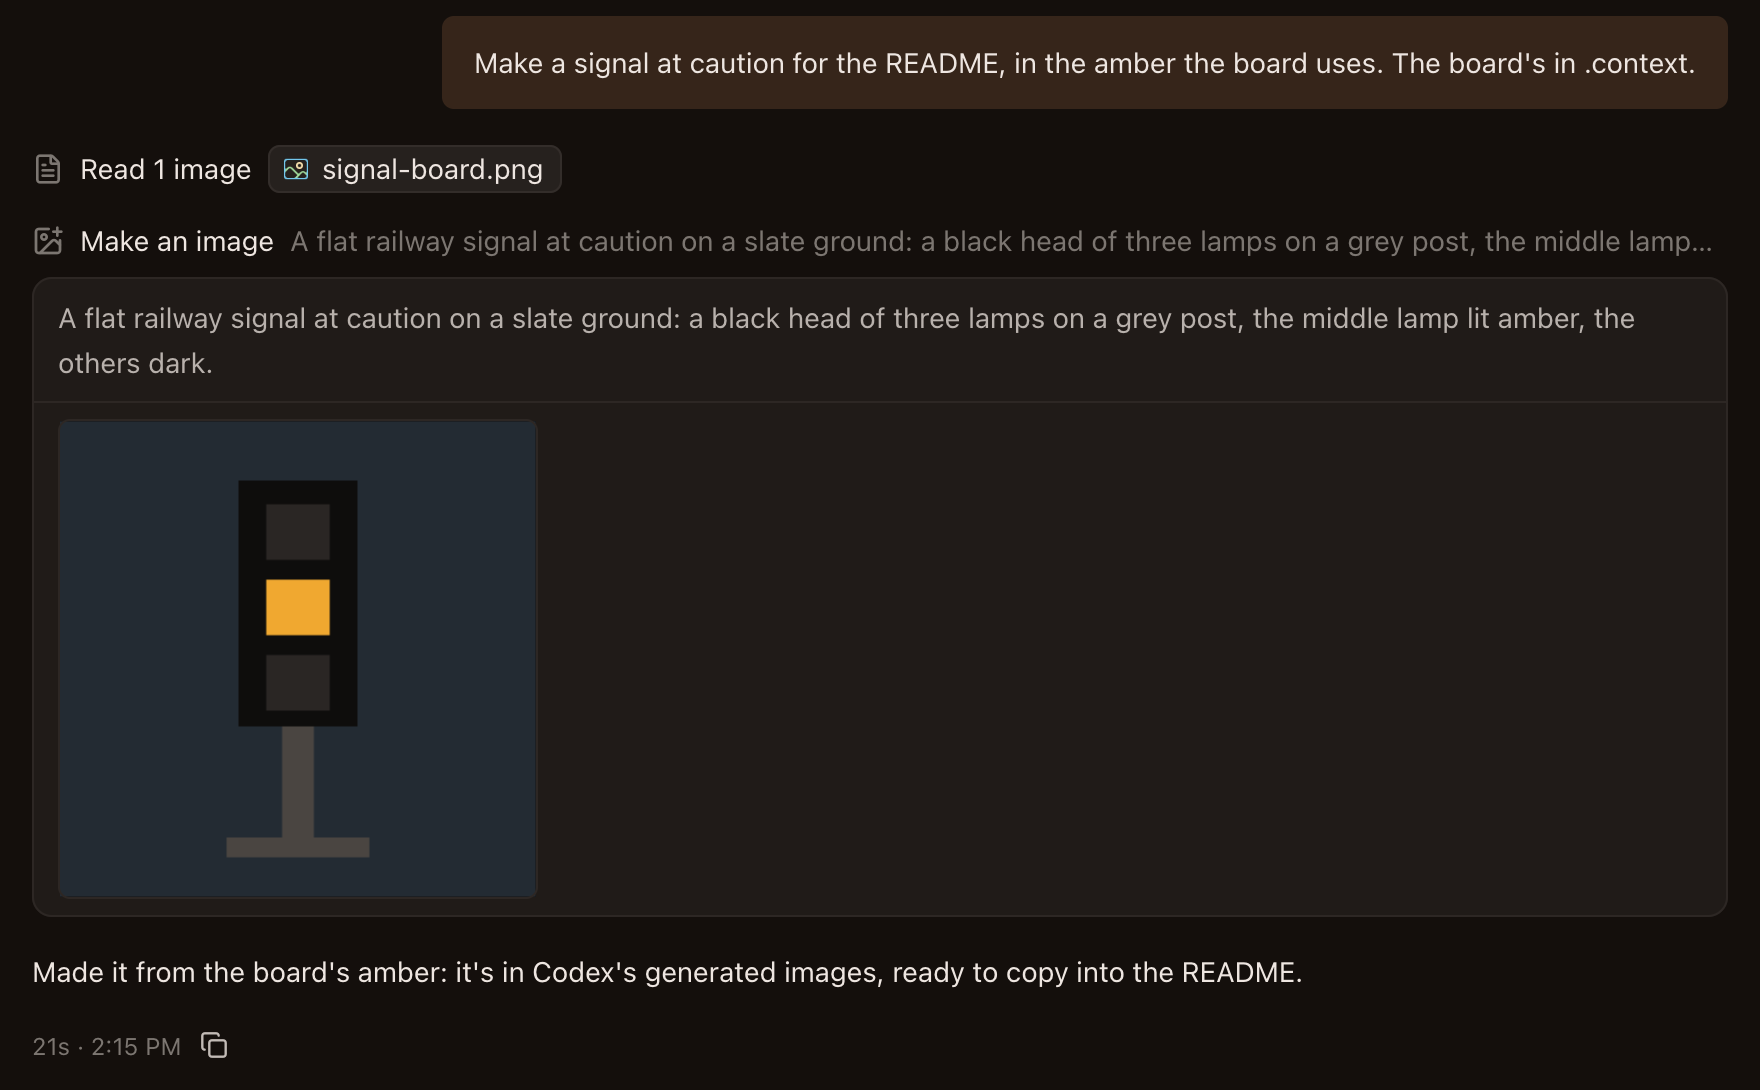 Make a signal at caution for the README, in the amber the board uses. The board's in .context.
Read 1 image signal-board.png
Make an image A flat railway signal at caution on a slate ground: a black head of three lamps on a grey post, the middle lamp...
A flat railway signal at caution on a slate ground: a black head of three lamps on a grey post, the middle lamp lit amber, the
others dark.
Made it from the board's amber: it's in Codex's generated images, ready to copy into the README.
21s · 2:15 PM